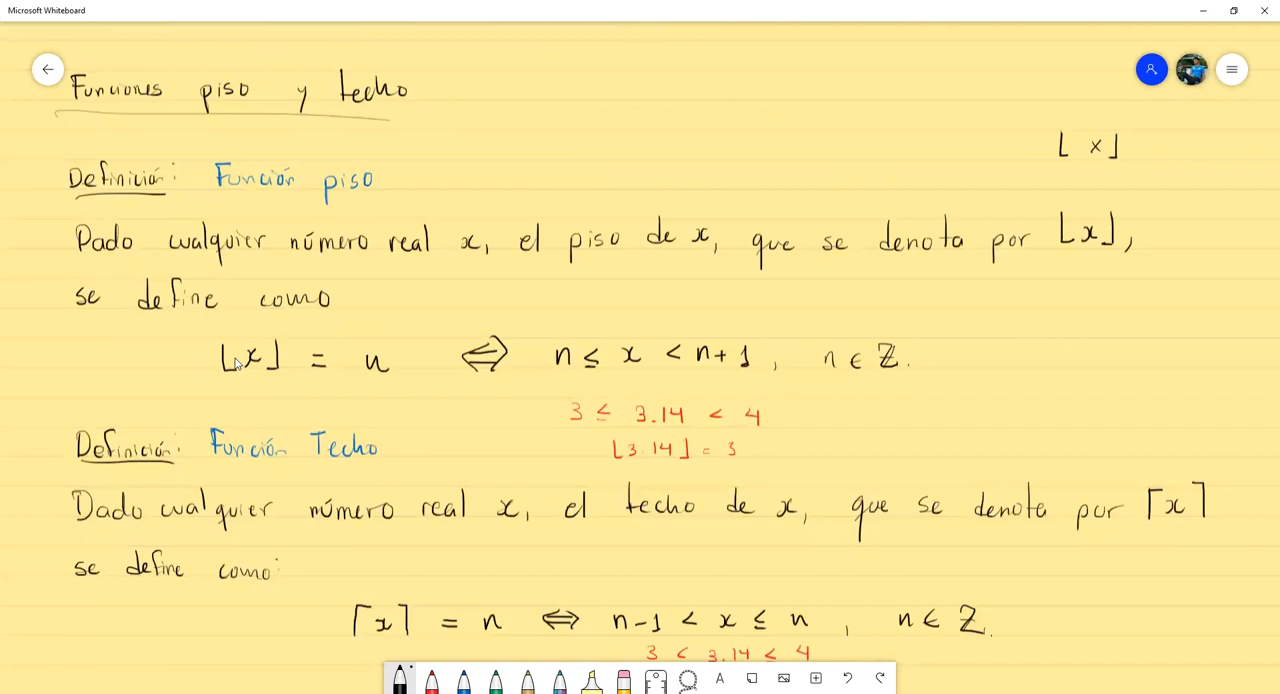 Microsoft Whiteboard
Funciones piso y techo
⌊ x⌋
Definición: Función piso
Dado cualquier número real x, el piso de x, que se denota por ⌊x⌋,
se define como
⌊x⌋ = n ⟺ n ≤ x < n+1, n ∈ ℤ.
3 ≤ 3.14 < 4
⌊3.14⌋ = 3
Definición: Función Techo
Dado cualquier número real x, el techo de x, que se denota por ⌈x⌉
se define como:
⌈x⌉ = n ⟺ n-1 < x ≤ n, n ∈ ℤ.
3 < 3.14 ≤ 4
A